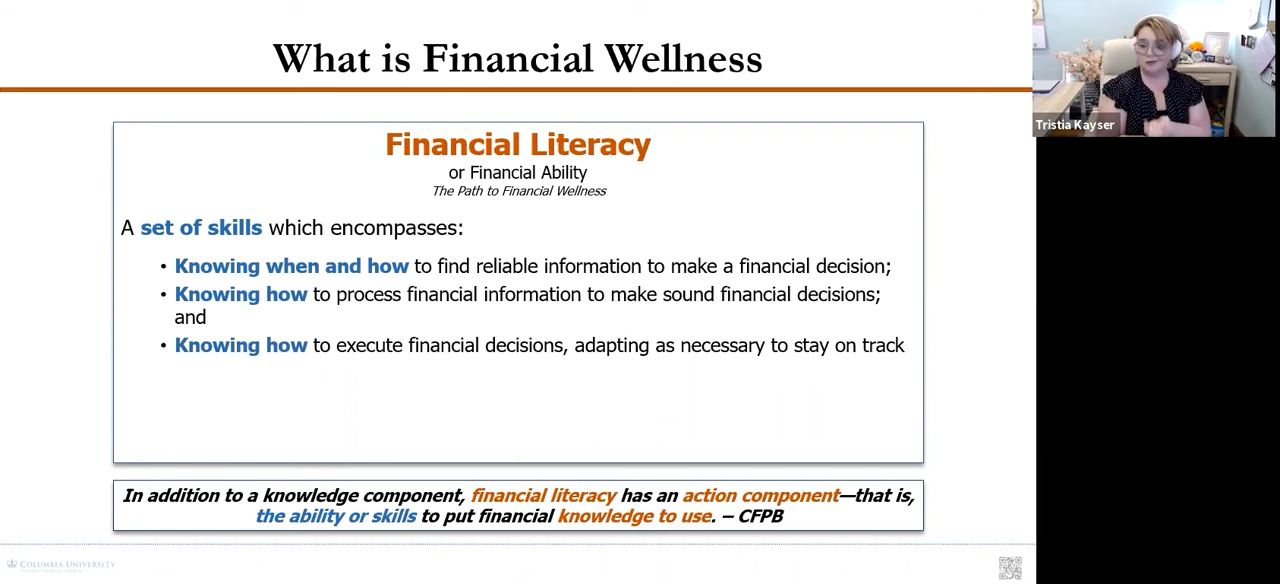 What is Financial Wellness
Tristia Kayser
Financial Literacy
or Financial Ability
The Path to Financial Wellness
A set of skills which encompasses:
• Knowing when and how to find reliable information to make a financial decision;
• Knowing how to process financial information to make sound financial decisions;
and
• Knowing how to execute financial decisions, adapting as necessary to stay on track
In addition to a knowledge component, financial literacy has an action component—that is,
the ability or skills to put financial knowledge to use. – CFPB
COLUMBIA UNIVERSITY